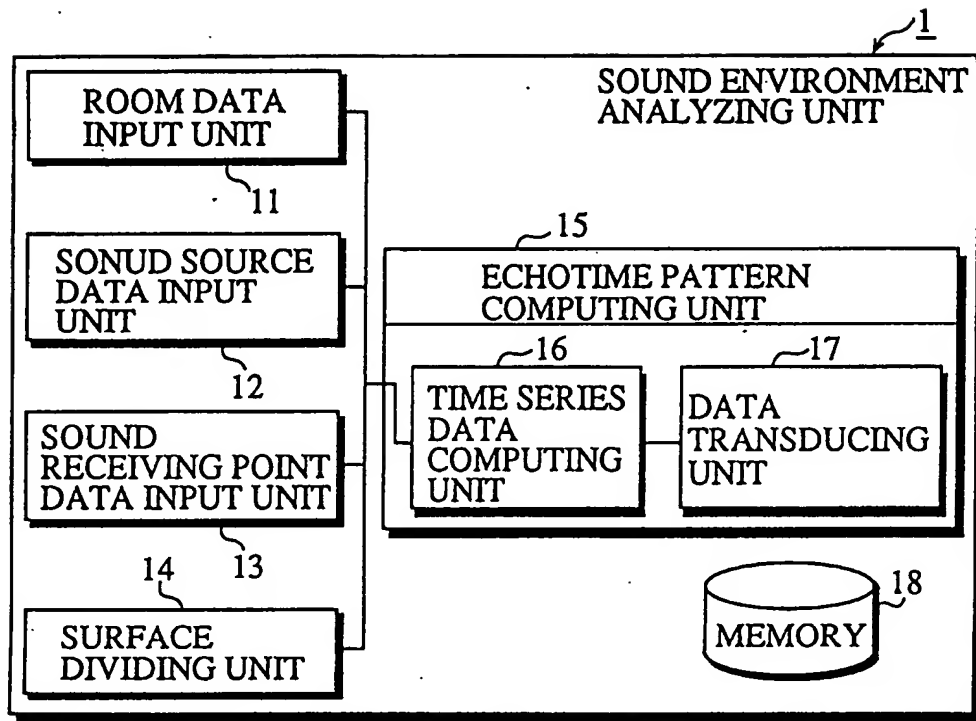 1
SOUND ENVIRONMENT
ANALYZING UNIT
ROOM DATA
INPUT UNIT
11
SONUD SOURCE
DATA INPUT
UNIT
12
SOUND
RECEIVING POINT
DATA INPUT UNIT
13
14
SURFACE
DIVIDING UNIT
15
ECHOTIME PATTERN
COMPUTING UNIT
16
TIME SERIES
DATA
COMPUTING
UNIT
17
DATA
TRANSDUCING
UNIT
18
MEMORY